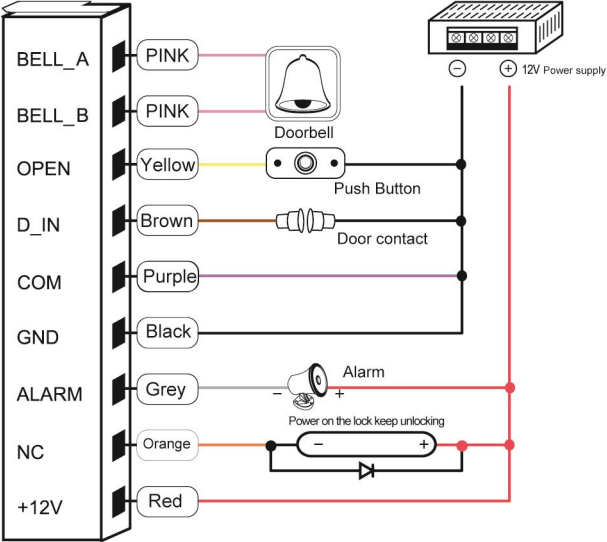 12V Power supply
BELL_A PINK
Doorbell
BELL_B PINK
OPEN Yellow
Push Button
D_IN Brown
Door contact
COM Purple
GND Black
Alarm
ALARM Grey − +
Power on the lock keep unlocking
NC Orange − +
+12V Red